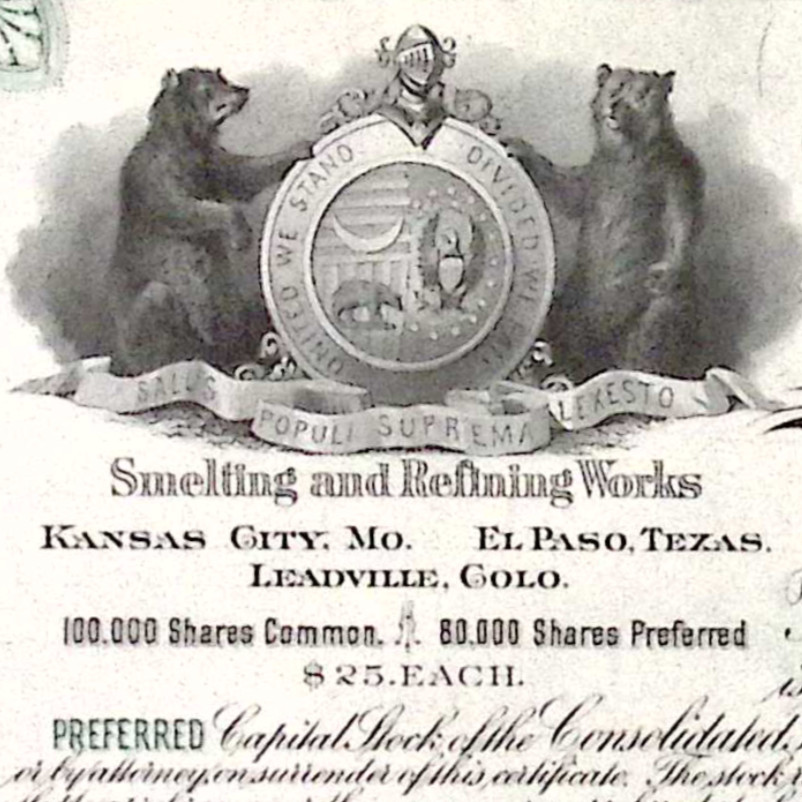 UNITED WE STAND DIVIDED WE FALL
SALUS POPULI SUPREMA LEX ESTO
Smelting and Refining Works
KANSAS CITY, MO. EL PASO, TEXAS.
LEADVILLE, COLO.
100.000 Shares Common. 80.000 Shares Preferred
$25.EACH.
PREFERRED Capital Stock of the Consolidated
or by attorney, on surrender of this certificate. The stock